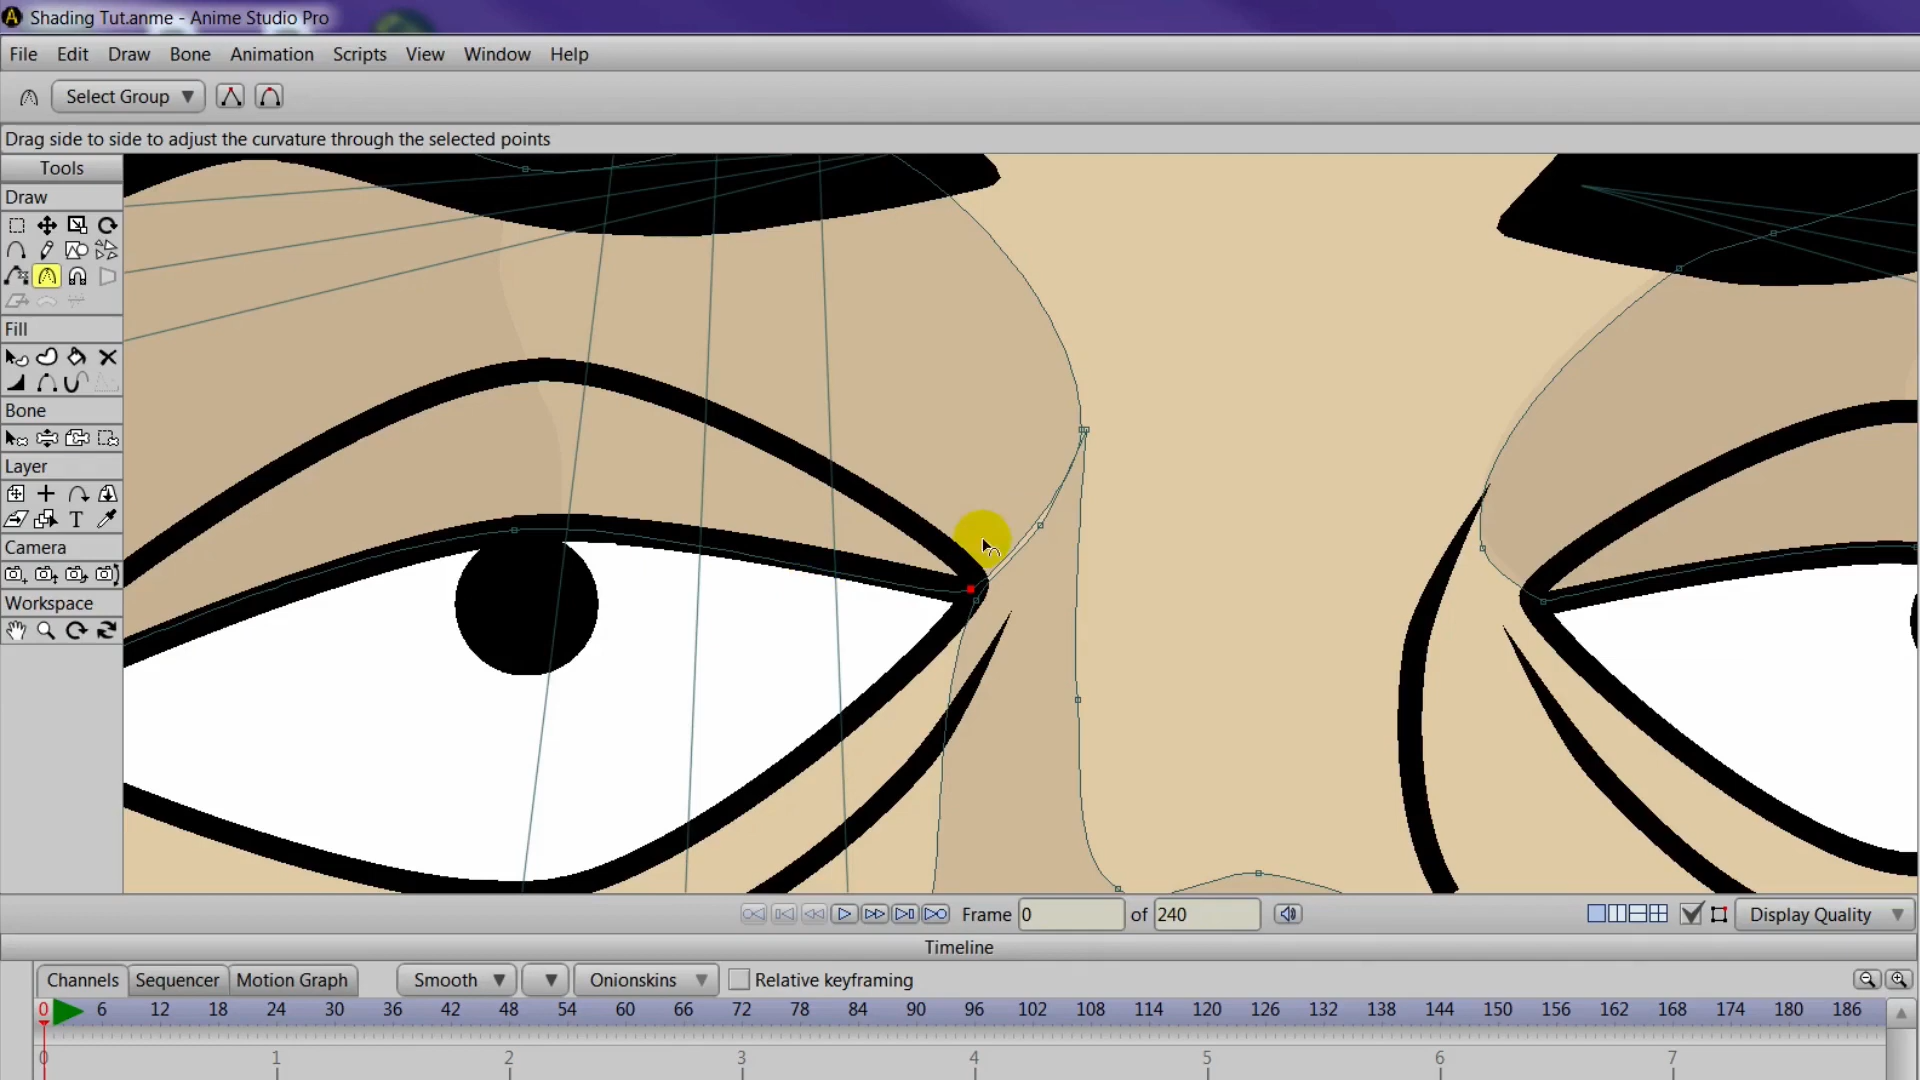 Shading Tut.anme - Anime Studio Pro
File Edit Draw Bone Animation Scripts View Window Help
Select Group
Drag side to side to adjust the curvature through the selected points
Tools
Draw
Fill
Bone
Layer
T
Camera
Workspace
Frame 0 of 240 Display Quality
Timeline
Channels Sequencer Motion Graph Smooth Onionskins Relative keyframing
0 6 12 18 24 30 36 42 48 54 60 66 72 78 84 90 96 102 108 114 120 126 132 138 144 150 156 162 168 174 180 186
0 1 2 3 4 5 6 7